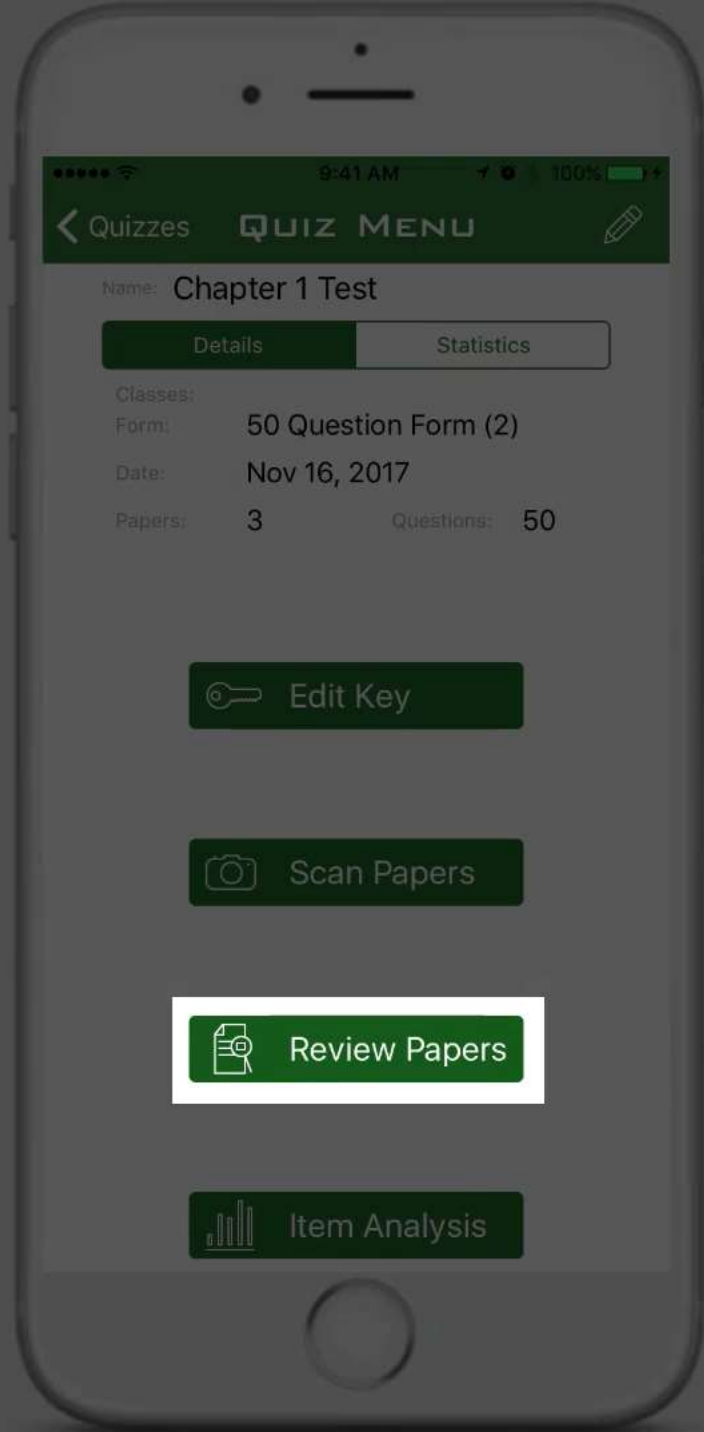 9:41 AM 100%
Quizzes QUIZ MENU
Name: Chapter 1 Test
Details Statistics
Classes:
Form: 50 Question Form (2)
Date: Nov 16, 2017
Papers: 3 Questions: 50
Edit Key
Scan Papers
Review Papers
Item Analysis